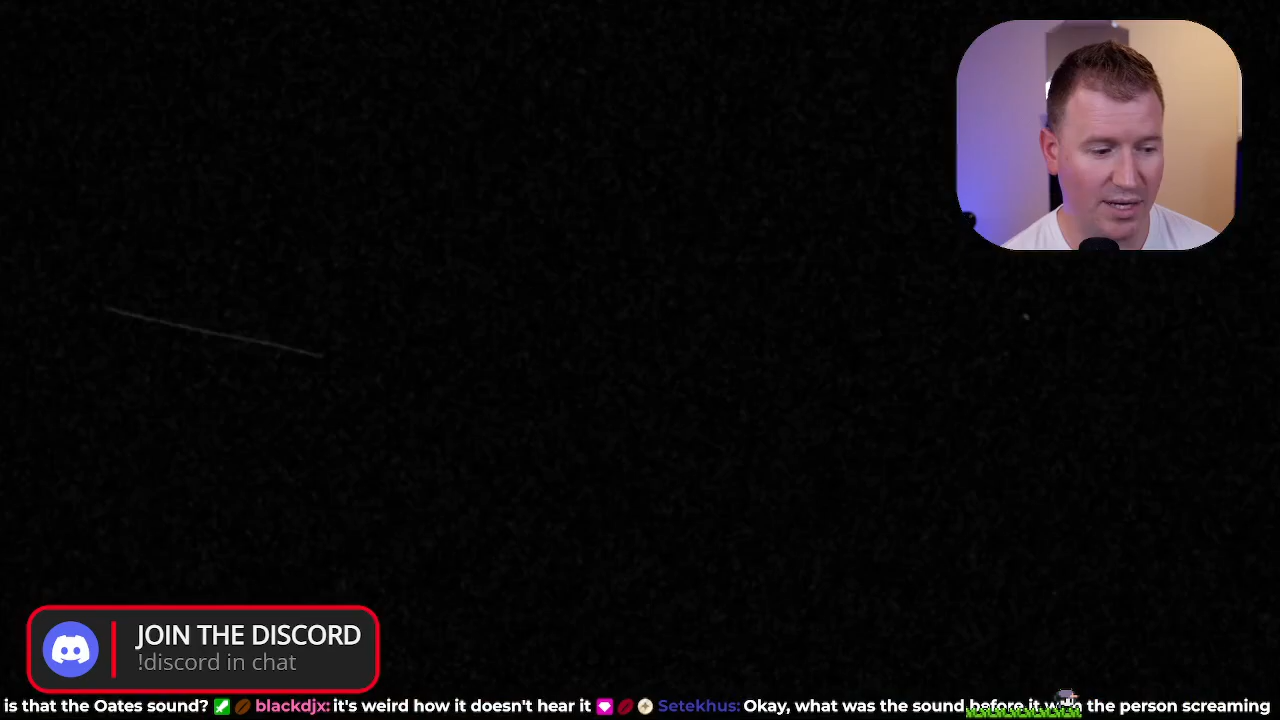 JOIN THE DISCORD
!discord in chat
is that the Oates sound? blackdjx: it's weird how it doesn't hear it Setekhus: Okay, what was the sound before it with the person screaming